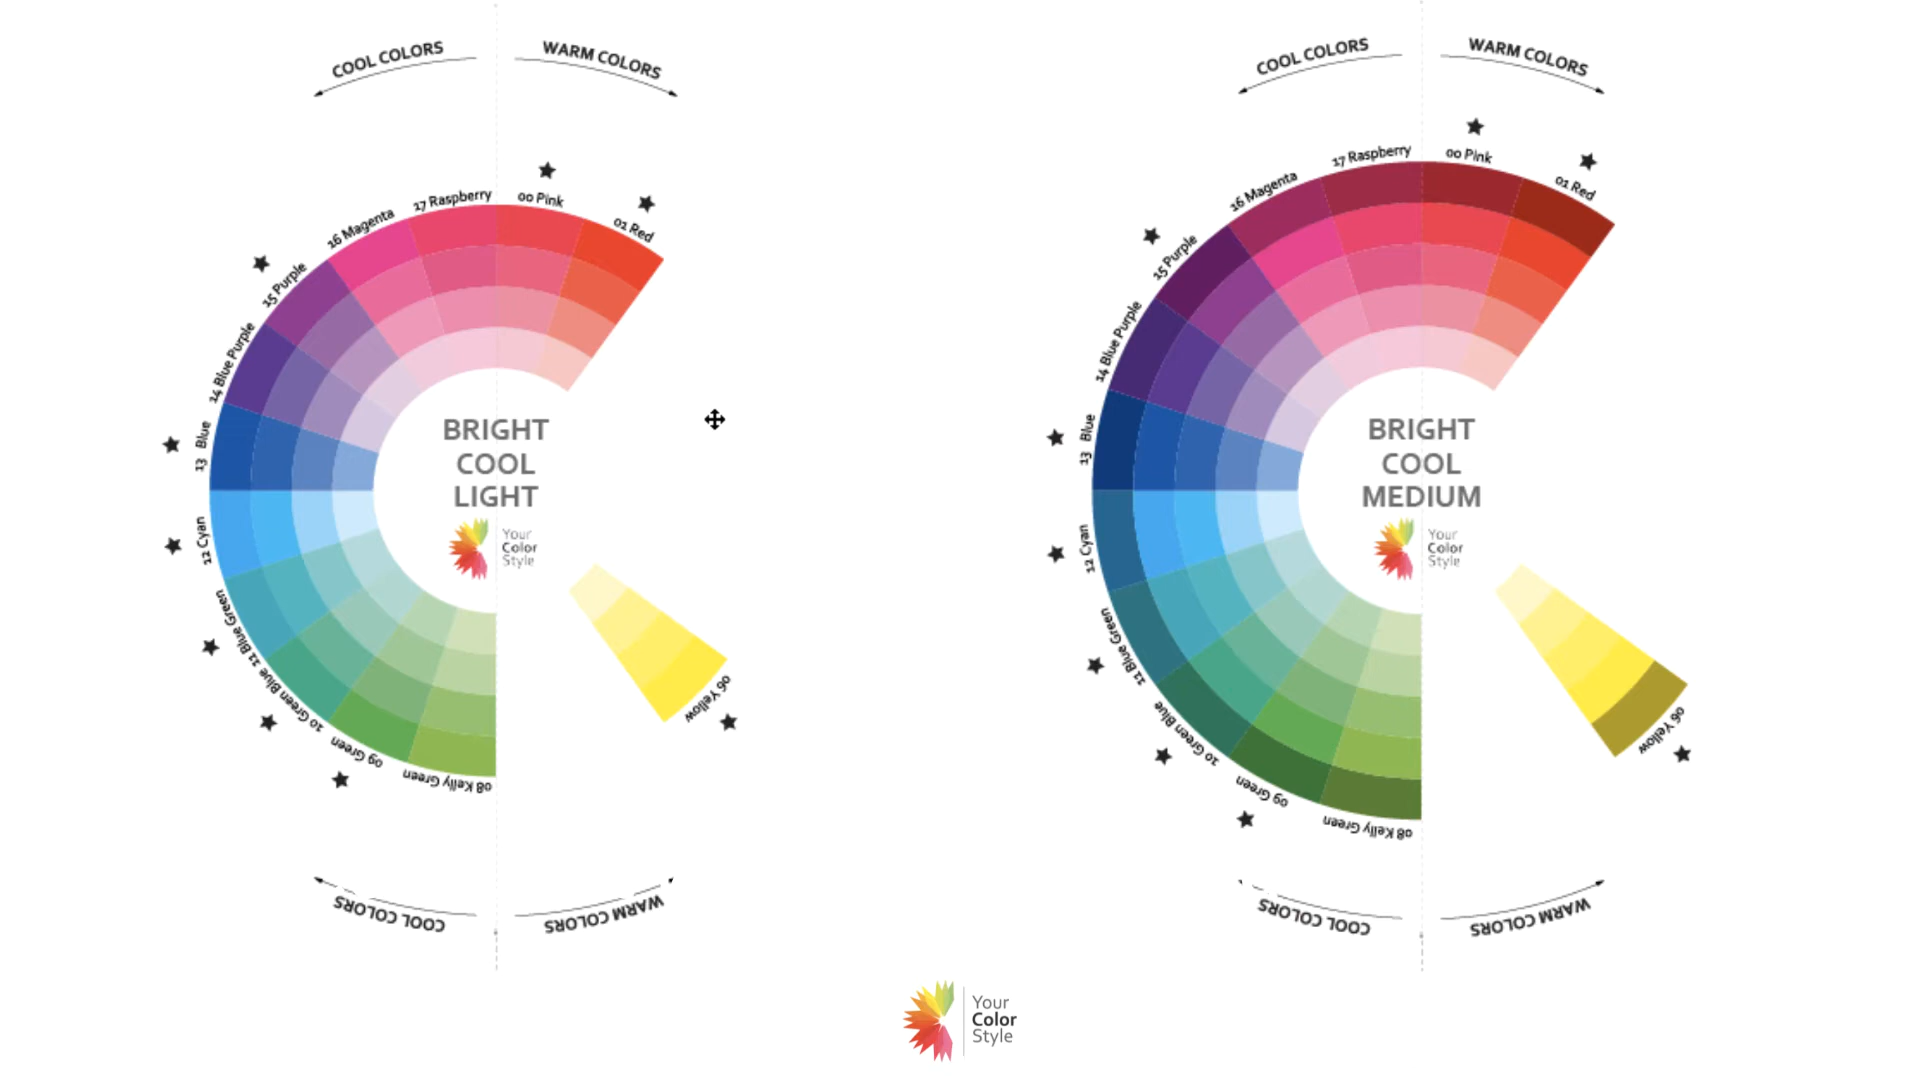 COOL COLORS
WARM COLORS
00 Pink
01 Red
17 Raspberry
16 Magenta
15 Purple
14 Blue Purple
13 Blue
12 Cyan
11 Blue Green
10 Green Blue
09 Green
08 Kelly Green
06 Yellow
BRIGHT
COOL
LIGHT
Your
Color
Style
COOL COLORS
WARM COLORS
COOL COLORS
WARM COLORS
00 Pink
01 Red
17 Raspberry
16 Magenta
15 Purple
14 Blue Purple
13 Blue
12 Cyan
11 Blue Green
10 Green Blue
09 Green
08 Kelly Green
06 Yellow
BRIGHT
COOL
MEDIUM
Your
Color
Style
COOL COLORS
WARM COLORS
Your
Color
Style